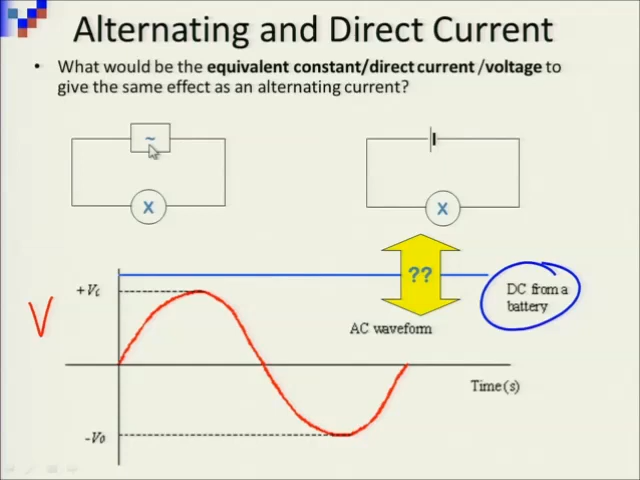 Alternating and Direct Current
• What would be the equivalent constant/direct current /voltage to
give the same effect as an alternating current?
~
X
X
??
+V₀
V
DC from a
battery
AC waveform
Time (s)
-V₀